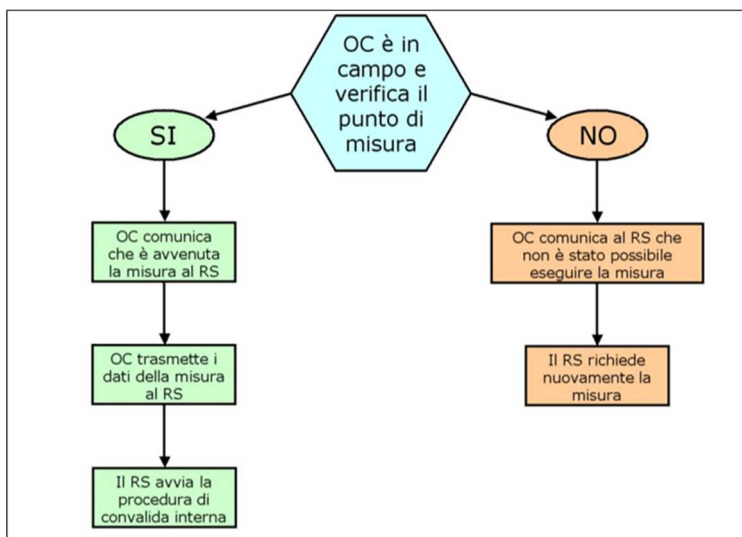 OC è in
campo e
verifica il
punto di
misura
SI
NO
OC comunica
che è avvenuta
la misura al RS
OC comunica al RS che
non è stato possibile
eseguire la misura
OC trasmette i
dati della misura
al RS
Il RS richiede
nuovamente la
misura
Il RS avvia la
procedura di
convalida interna